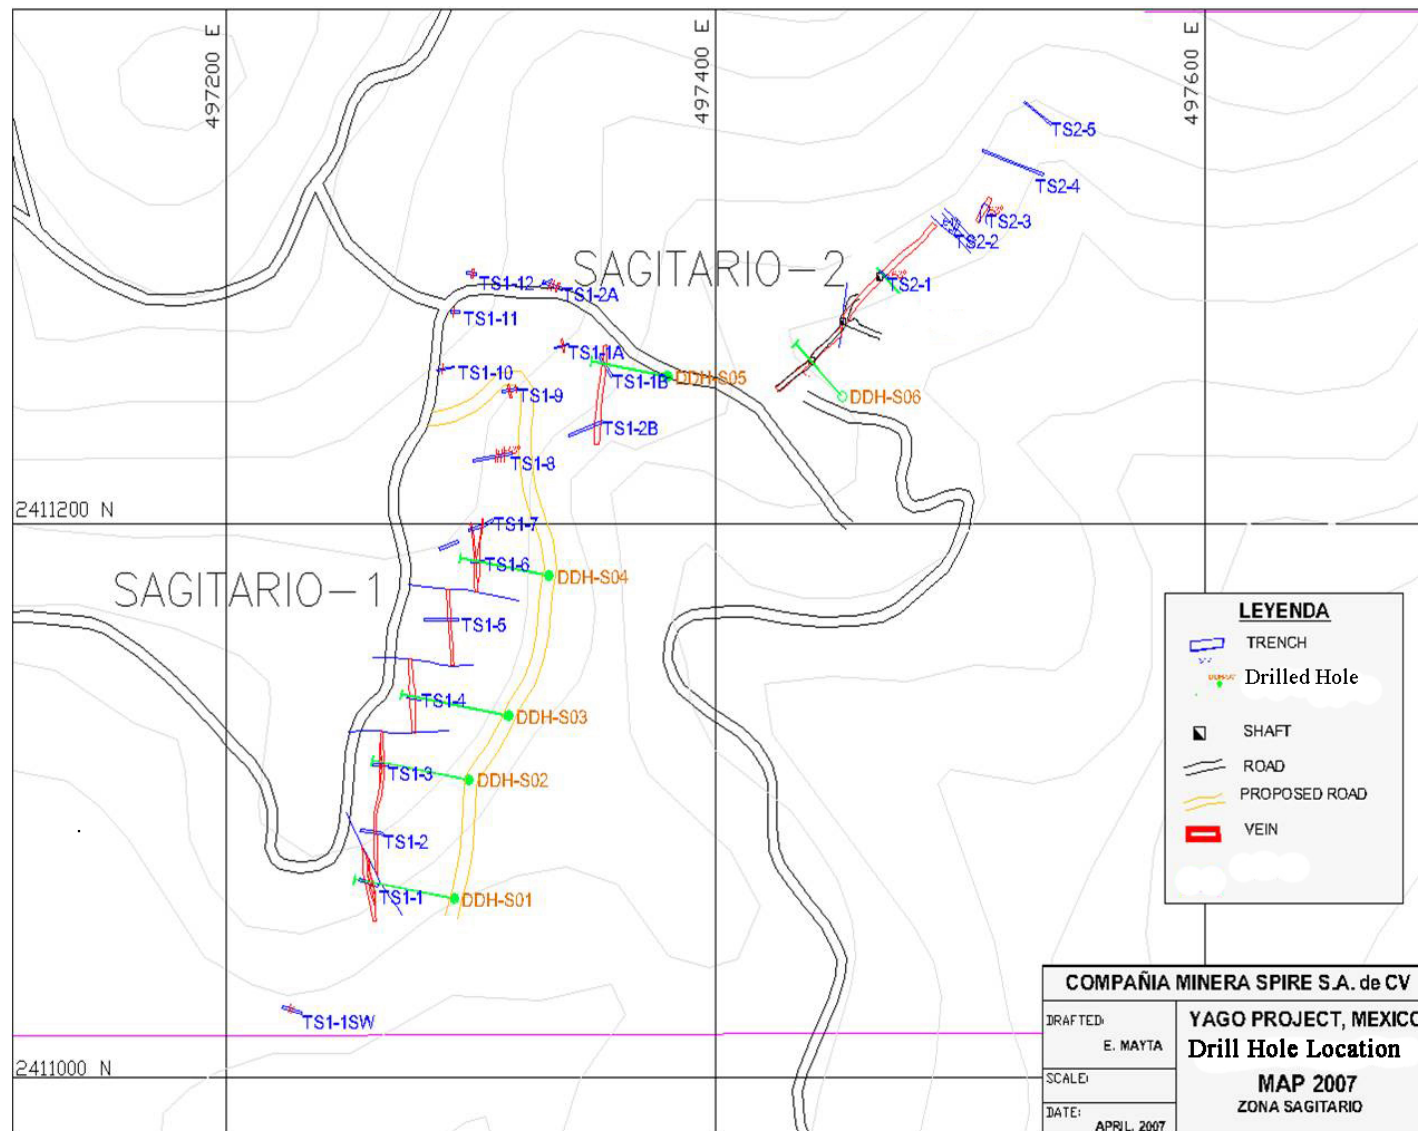 497200 E
497400 E
497600 E
TS2-5
TS2-4
TS2-3
TS2-2
SAGITARIO-2
TS2-1
TS1-12
TS1-2A
TS1-11
TS1-1A
TS1-10
TS1-1B
DDH-S05
TS1-9
DDH-S06
TS1-2B
TS1-8
2411200 N
TS1-7
TS1-6
DDH-S04
SAGITARIO-1
TS1-5
TS1-4
DDH-S03
TS1-3
DDH-S02
TS1-2
TS1-1
DDH-S01
TS1-1SW
2411000 N
LEYENDA
TRENCH
Drilled Hole
SHAFT
ROAD
PROPOSED ROAD
VEIN
COMPAÑIA MINERA SPIRE S.A. de CV
DRAFTED:
E. MAYTA
SCALE:
DATE:
APRIL, 2007
YAGO PROJECT, MEXICO
Drill Hole Location
MAP 2007
ZONA SAGITARIO